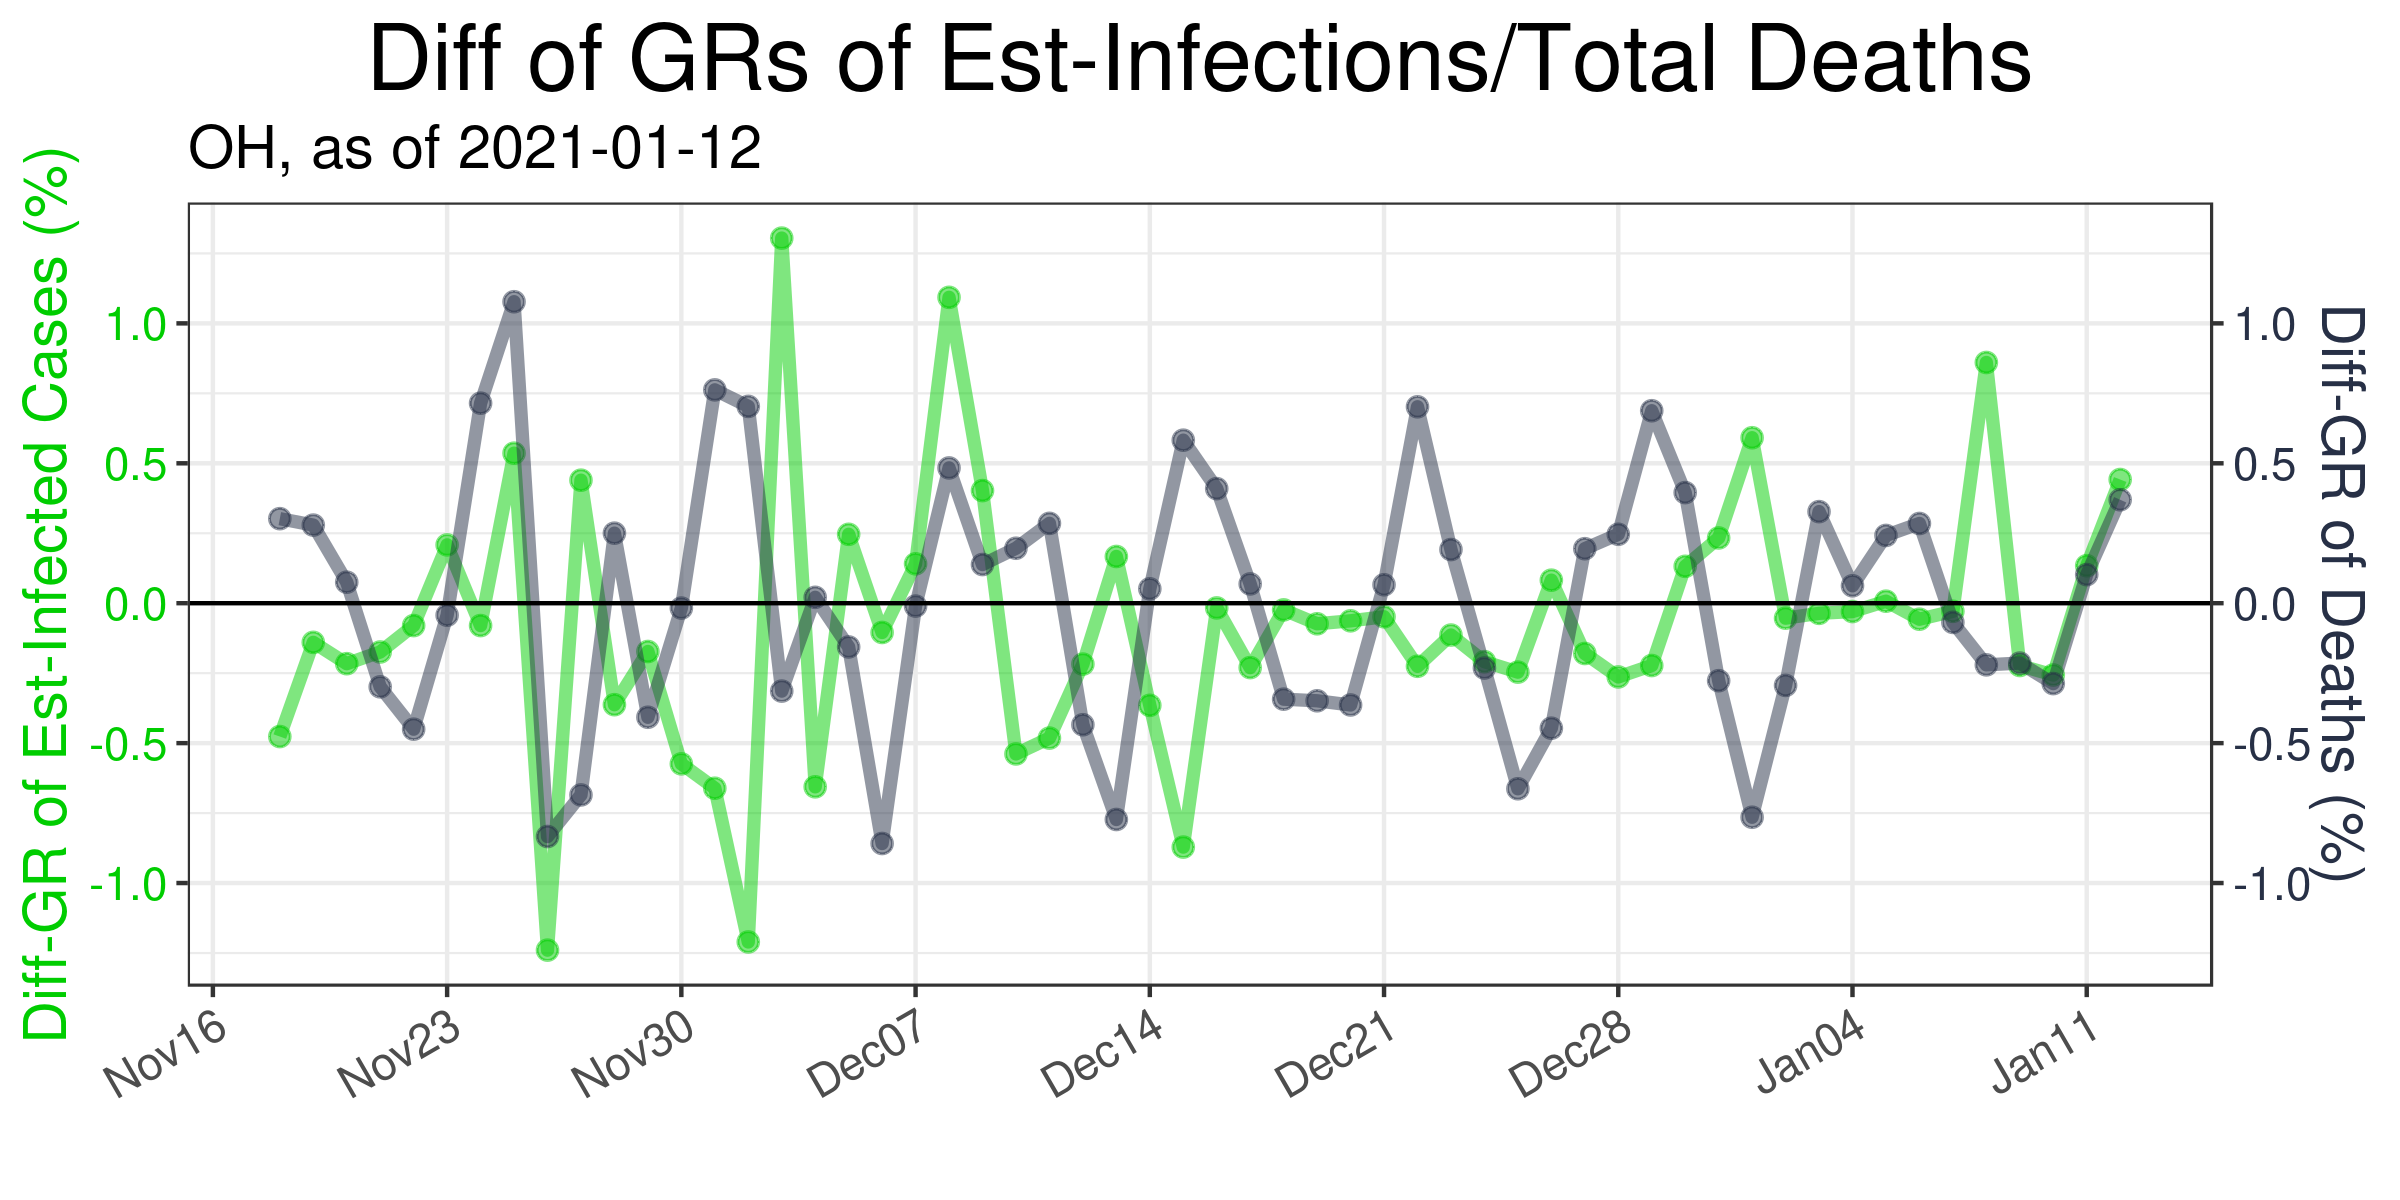 Diff of GRs of Est-Infections/Total Deaths
OH, as of 2021-01-12
Diff-GR of Est-Infected Cases (%)
1.0
0.5
0.0
-0.5
-1.0
1.0
0.5
0.0
-0.5
-1.0
Diff-GR of Deaths (%)
Nov16
Nov23
Nov30
Dec07
Dec14
Dec21
Dec28
Jan04
Jan11